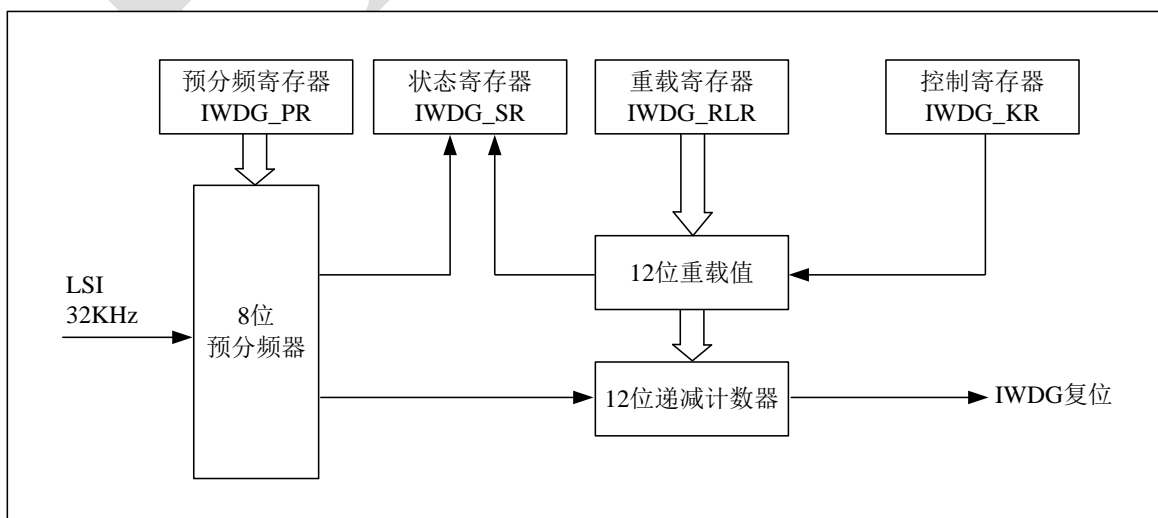 预分频寄存器
IWDG_PR
状态寄存器
IWDG_SR
重载寄存器
IWDG_RLR
控制寄存器
IWDG_KR
LSI
32KHz
8位
预分频器
12位重载值
12位递减计数器
IWDG复位